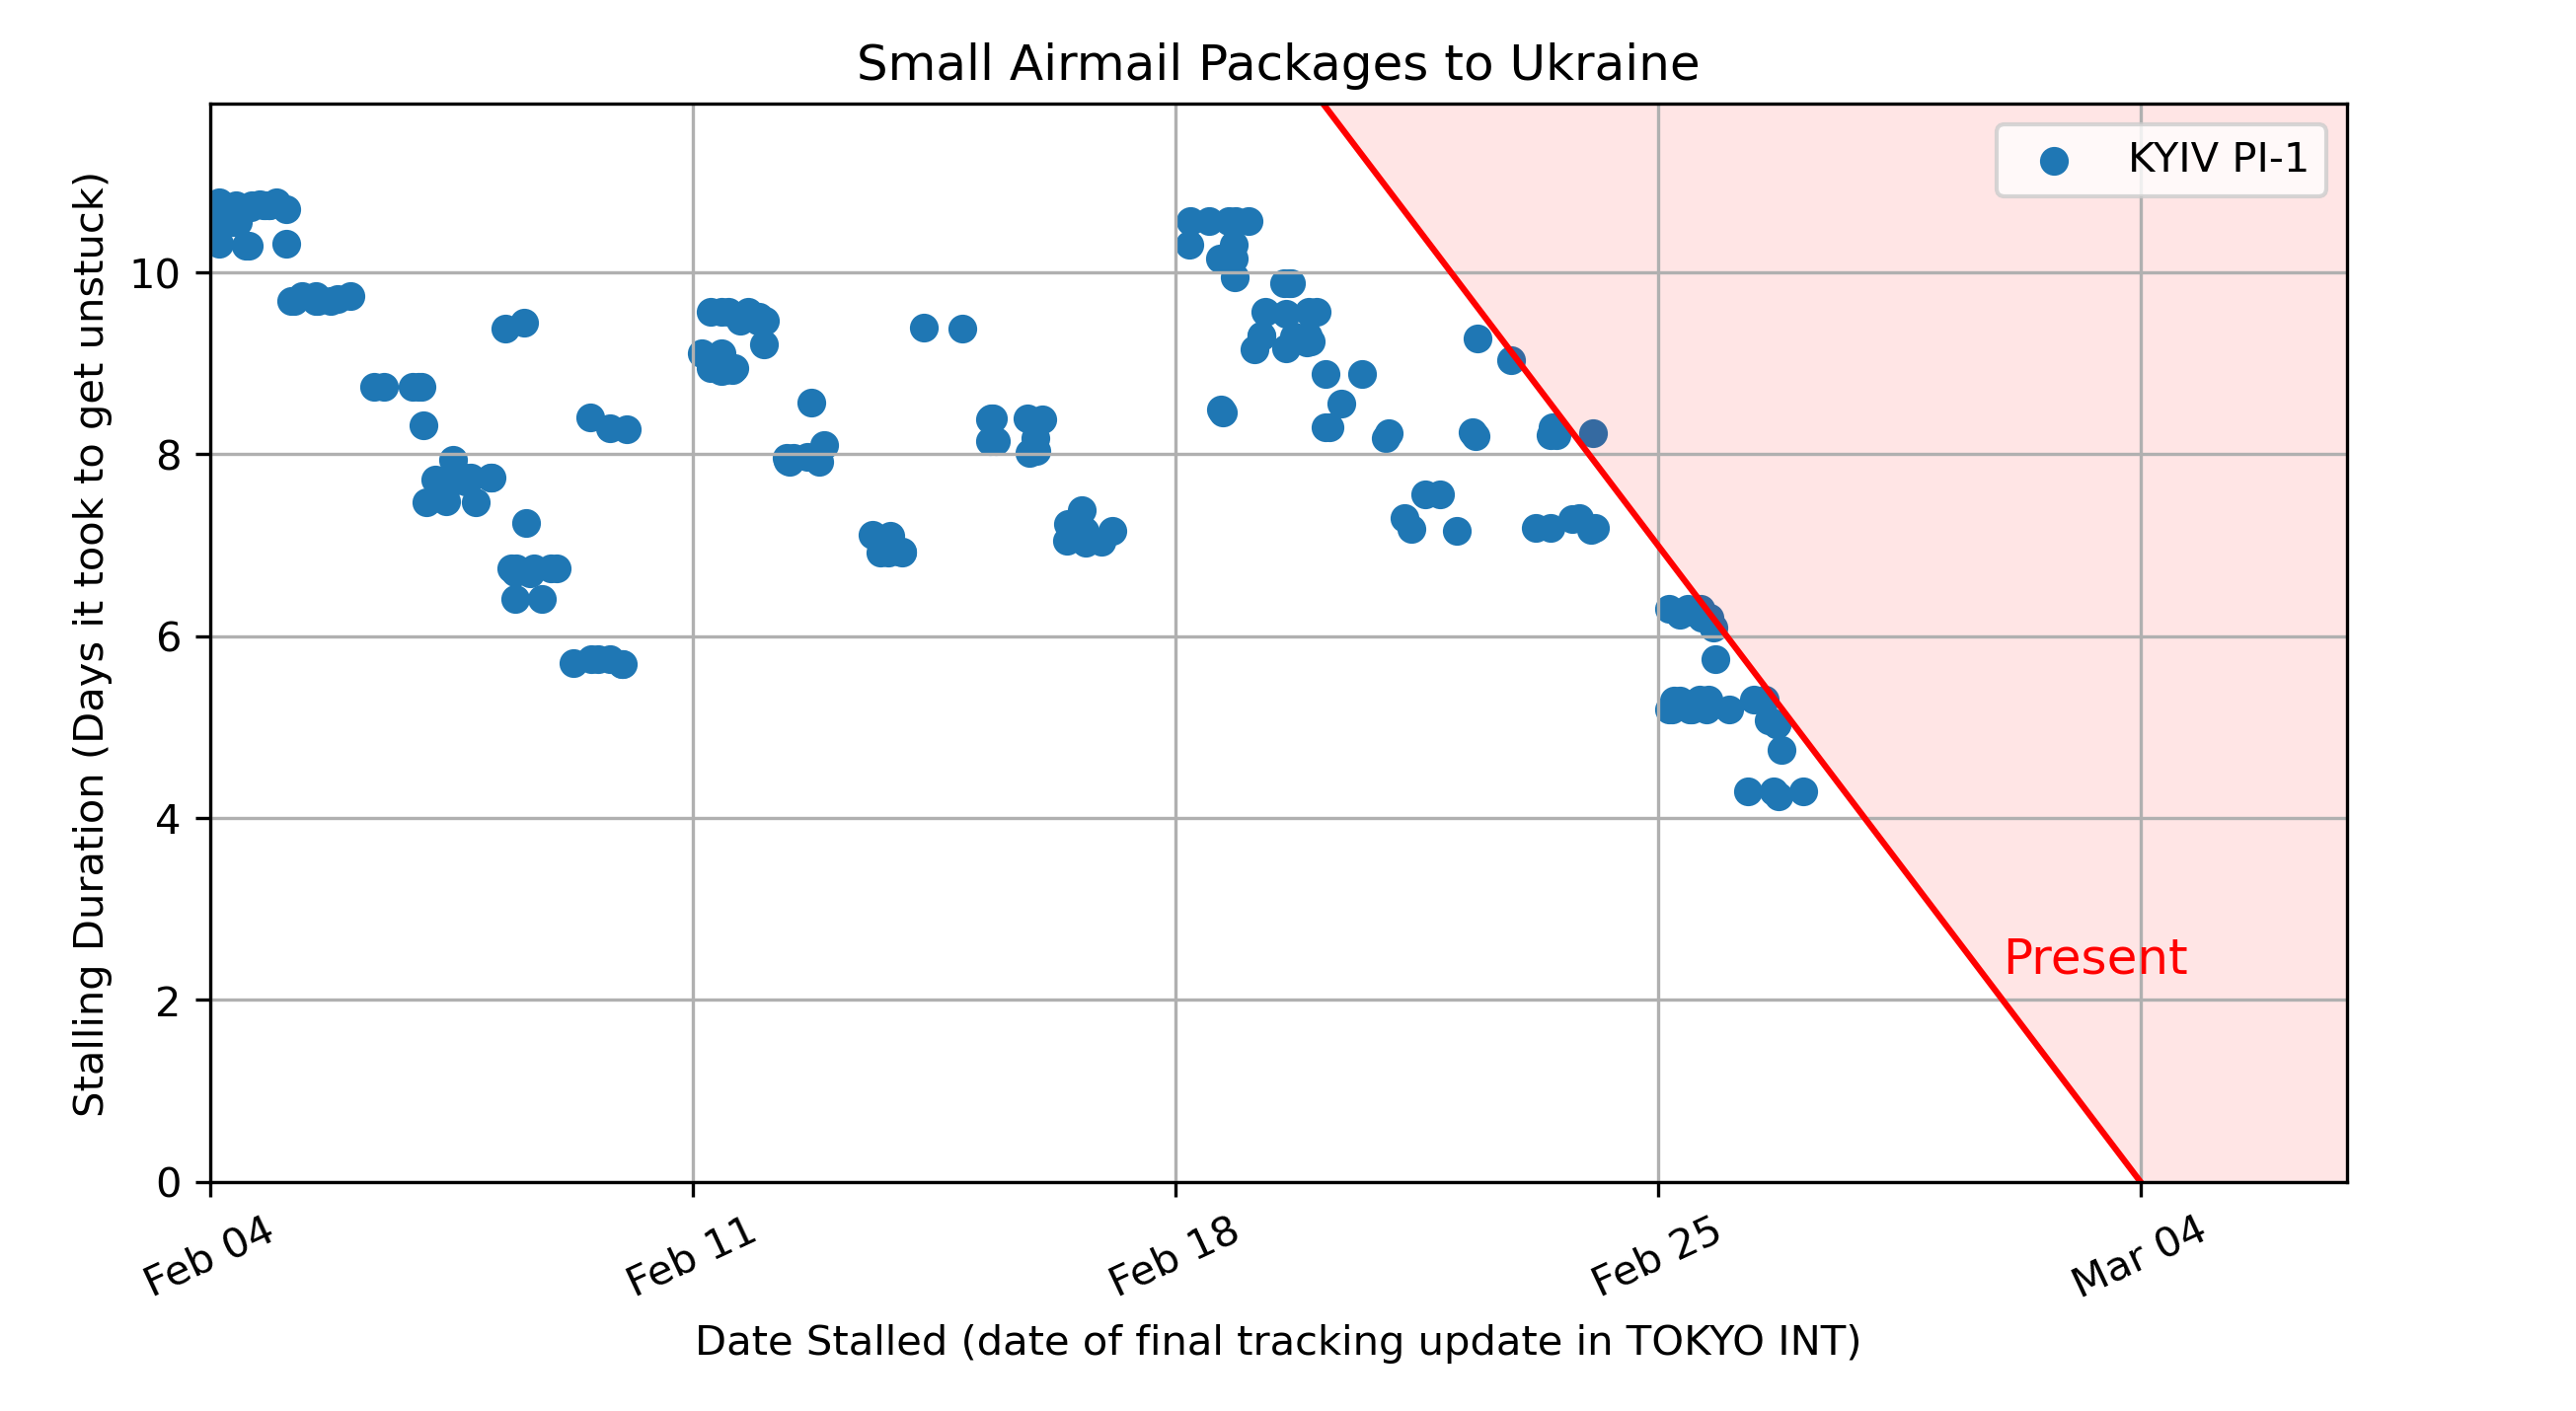 Small Airmail Packages to Ukraine
KYIV PI-1
Stalling Duration (Days it took to get unstuck)
10
8
6
4
2
0
Present
Feb 04
Feb 11
Feb 18
Feb 25
Mar 04
Date Stalled (date of final tracking update in TOKYO INT)